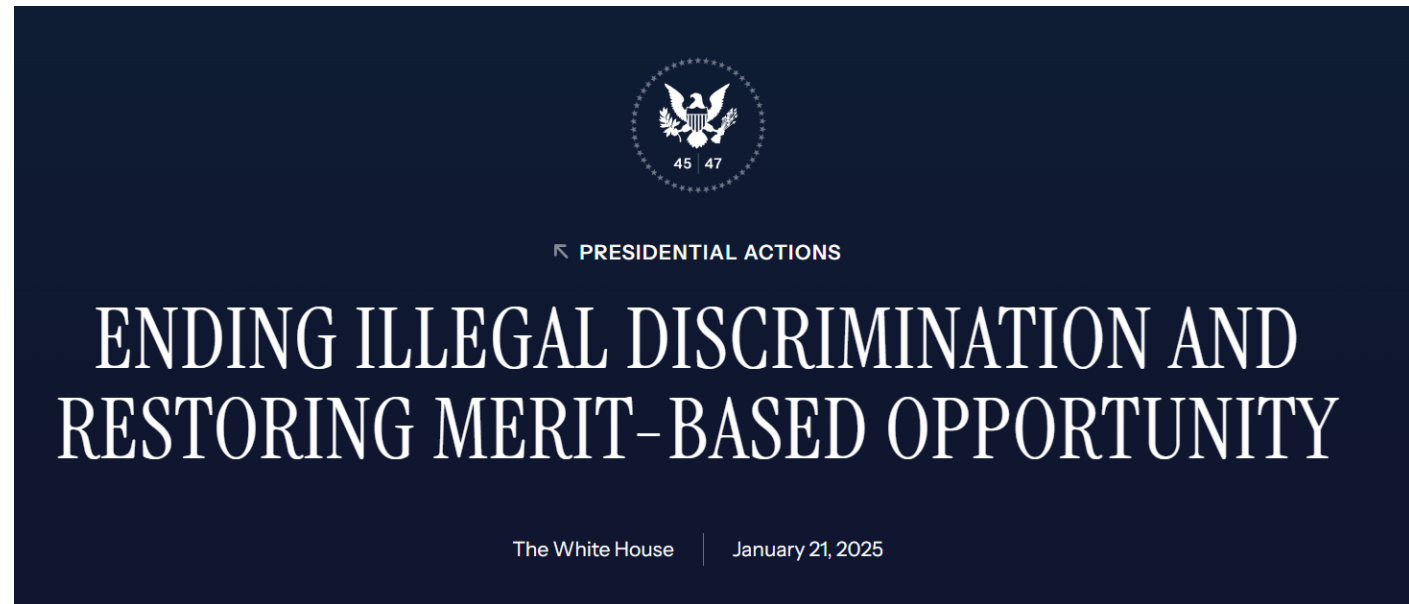 45 | 47
PRESIDENTIAL ACTIONS
ENDING ILLEGAL DISCRIMINATION AND
RESTORING MERIT-BASED OPPORTUNITY
The White House | January 21, 2025